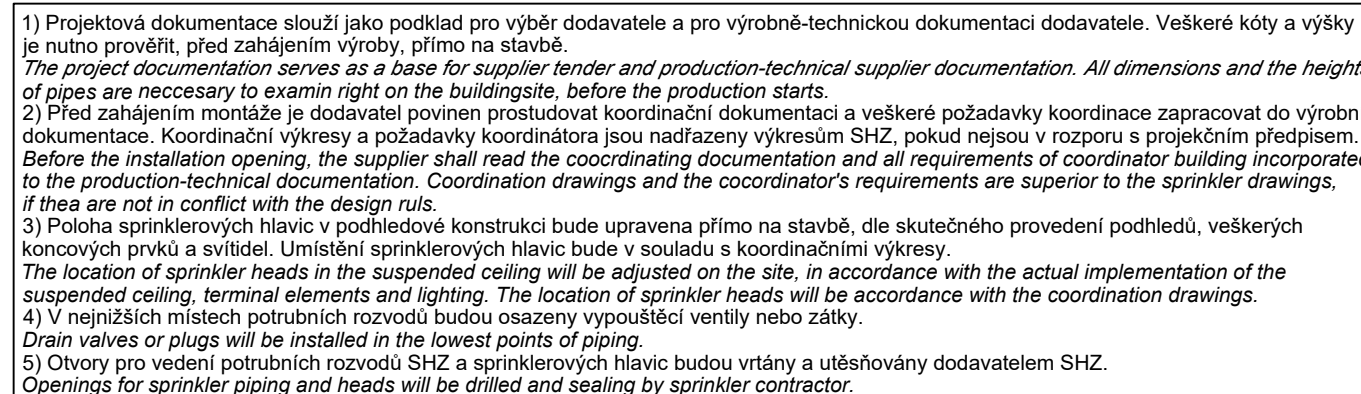 1) Projektová dokumentace slouží jako podklad pro výběr dodavatele a pro výrobně-technickou dokumentaci dodavatele. Veškeré kóty a výšky
je nutno prověřit, před zahájením výroby, přímo na stavbě.
The project documentation serves as a base for supplier tender and production-technical supplier documentation. All dimensions and the height
of pipes are neccesary to examin right on the buildingsite, before the production starts.
2) Před zahájením montáže je dodavatel povinen prostudovat koordinační dokumentaci a veškeré požadavky koordinace zapracovat do výrobn
dokumentace. Koordinační výkresy a požadavky koordinátora jsou nadřazeny výkresům SHZ, pokud nejsou v rozporu s projekčním předpisem.
Before the installation opening, the supplier shall read the coocrdinating documentation and all requirements of coordinator building incorporated
to the production-technical documentation. Coordination drawings and the cocordinator's requirements are superior to the sprinkler drawings,
if thea are not in conflict with the design ruls.
3) Poloha sprinklerových hlavic v podhledové konstrukci bude upravena přímo na stavbě, dle skutečného provedení podhledů, veškerých
koncových prvků a svítidel. Umístění sprinklerových hlavic bude v souladu s koordinačními výkresy.
The location of sprinkler heads in the suspended ceiling will be adjusted on the site, in accordance with the actual implementation of the
suspended ceiling, terminal elements and lighting. The location of sprinkler heads will be accordance with the coordination drawings.
4) V nejnižších místech potrubních rozvodů budou osazeny vypouštěcí ventily nebo zátky.
Drain valves or plugs will be installed in the lowest points of piping.
5) Otvory pro vedení potrubních rozvodů SHZ a sprinklerových hlavic budou vrtány a utěsňovány dodavatelem SHZ.
Openings for sprinkler piping and heads will be drilled and sealing by sprinkler contractor.